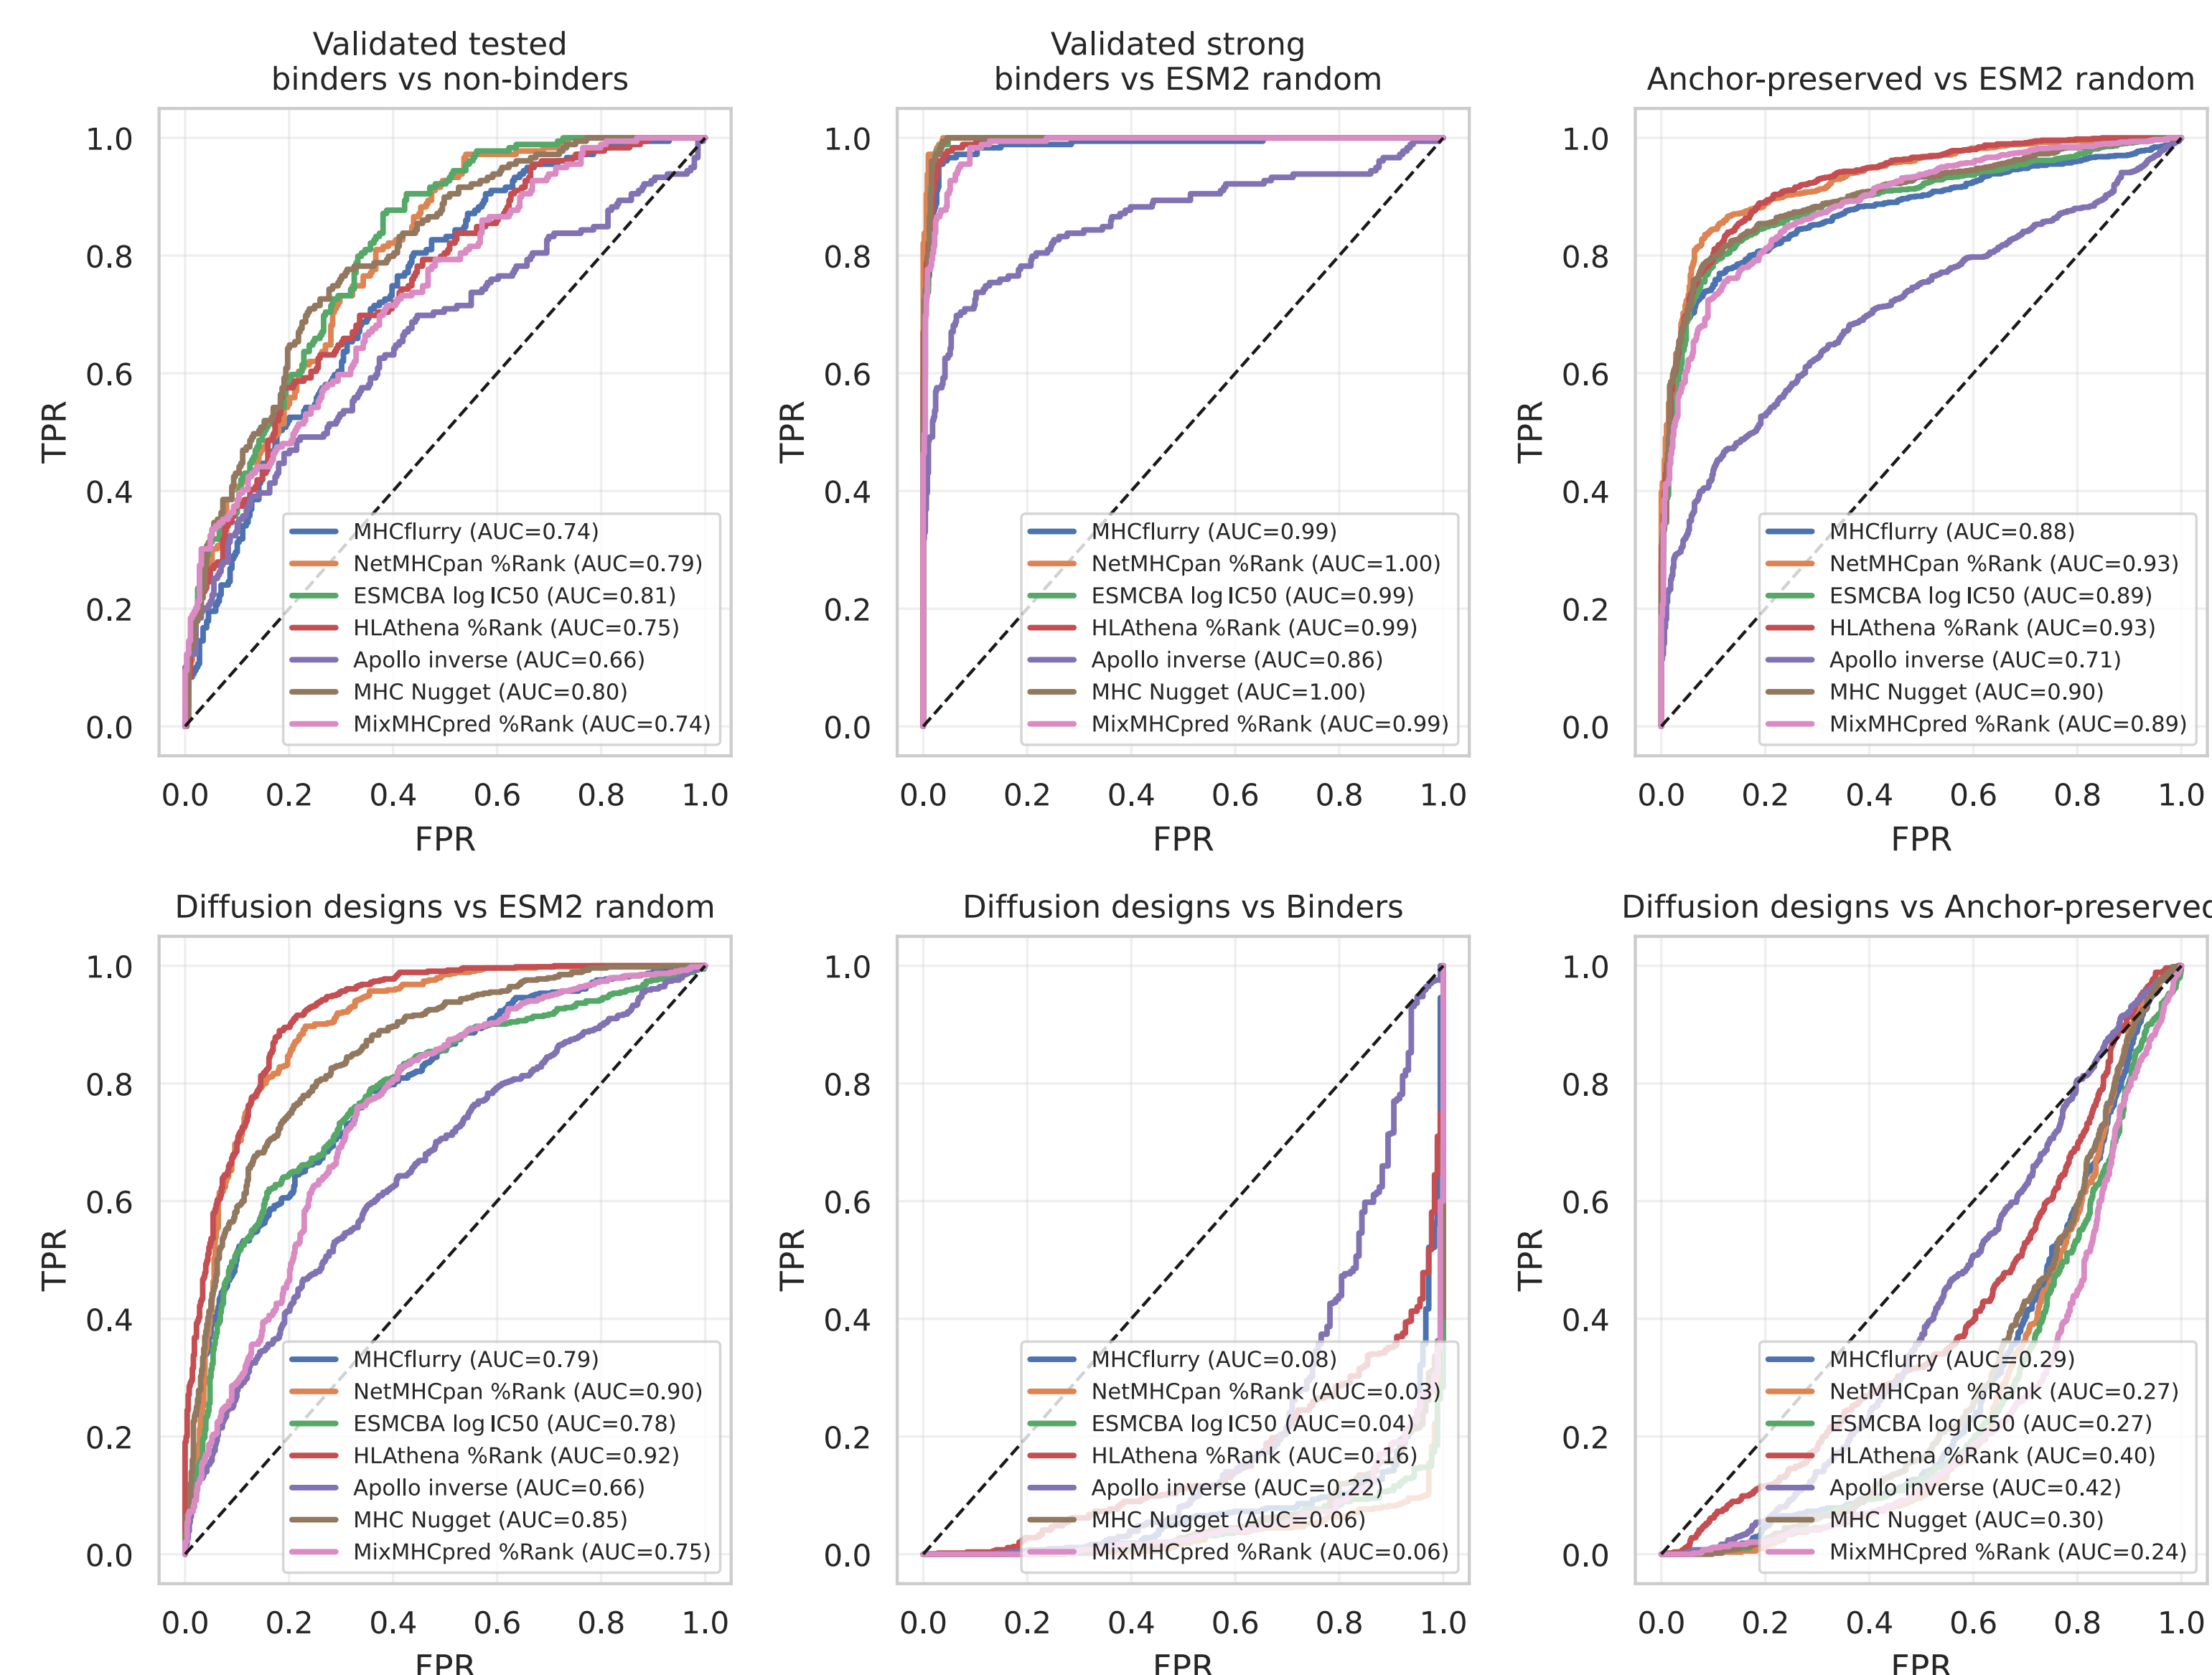 Validated tested
binders vs non-binders
1.0
0.8
0.6
0.4
0.2
0.0
TPR
MHCflurry (AUC=0.74)
NetMHCpan %Rank (AUC=0.79)
ESMCBA log IC50 (AUC=0.81)
HLAthena %Rank (AUC=0.75)
Apollo inverse (AUC=0.66)
MHC Nugget (AUC=0.80)
MixMHCpred %Rank (AUC=0.74)
0.0 0.2 0.4 0.6 0.8 1.0
FPR
Validated strong
binders vs ESM2 random
1.0
0.8
0.6
0.4
0.2
0.0
TPR
MHCflurry (AUC=0.99)
NetMHCpan %Rank (AUC=1.00)
ESMCBA log IC50 (AUC=0.99)
HLAthena %Rank (AUC=0.99)
Apollo inverse (AUC=0.86)
MHC Nugget (AUC=1.00)
MixMHCpred %Rank (AUC=0.99)
0.0 0.2 0.4 0.6 0.8 1.0
FPR
Anchor-preserved vs ESM2 random
1.0
0.8
0.6
0.4
0.2
0.0
TPR
MHCflurry (AUC=0.88)
NetMHCpan %Rank (AUC=0.93)
ESMCBA log IC50 (AUC=0.89)
HLAthena %Rank (AUC=0.93)
Apollo inverse (AUC=0.71)
MHC Nugget (AUC=0.90)
MixMHCpred %Rank (AUC=0.89)
0.0 0.2 0.4 0.6 0.8 1.0
FPR
Diffusion designs vs ESM2 random
1.0
0.8
0.6
0.4
0.2
0.0
TPR
MHCflurry (AUC=0.79)
NetMHCpan %Rank (AUC=0.90)
ESMCBA log IC50 (AUC=0.78)
HLAthena %Rank (AUC=0.92)
Apollo inverse (AUC=0.66)
MHC Nugget (AUC=0.85)
MixMHCpred %Rank (AUC=0.75)
0.0 0.2 0.4 0.6 0.8 1.0
FPR
Diffusion designs vs Binders
1.0
0.8
0.6
0.4
0.2
0.0
TPR
MHCflurry (AUC=0.08)
NetMHCpan %Rank (AUC=0.03)
ESMCBA log IC50 (AUC=0.04)
HLAthena %Rank (AUC=0.16)
Apollo inverse (AUC=0.22)
MHC Nugget (AUC=0.06)
MixMHCpred %Rank (AUC=0.06)
0.0 0.2 0.4 0.6 0.8 1.0
FPR
Diffusion designs vs Anchor-preserved
1.0
0.8
0.6
0.4
0.2
0.0
TPR
MHCflurry (AUC=0.29)
NetMHCpan %Rank (AUC=0.27)
ESMCBA log IC50 (AUC=0.27)
HLAthena %Rank (AUC=0.40)
Apollo inverse (AUC=0.42)
MHC Nugget (AUC=0.30)
MixMHCpred %Rank (AUC=0.24)
0.0 0.2 0.4 0.6 0.8 1.0
FPR